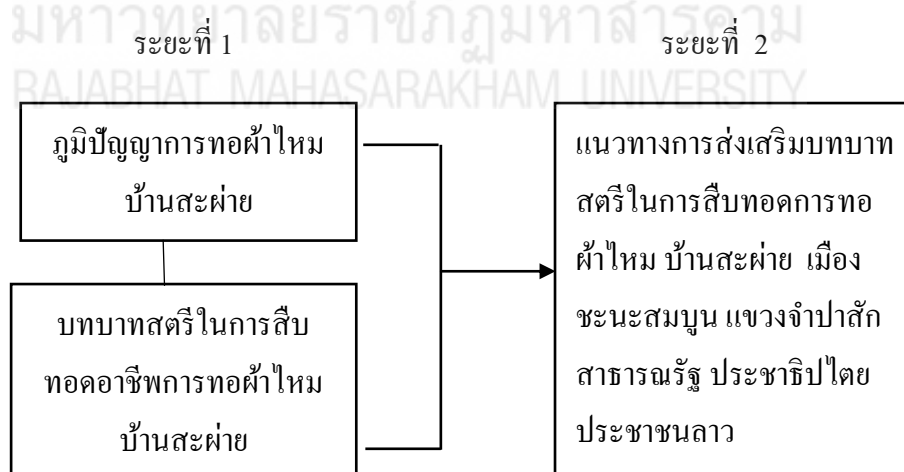 มหาวิทยาลัยราชภัฏมหาสารคาม
RAJABHAT MAHASARAKHAM UNIVERSITY
ระยะที่ 1
ภูมิปัญญาการทอผ้าไหม
บ้านสะผ่าย
บทบาทสตรีในการสืบ
ทอดอาชีพการทอผ้าไหม
บ้านสะผ่าย
ระยะที่ 2
แนวทางการส่งเสริมบทบาท
สตรีในการสืบทอดการทอ
ผ้าไหม บ้านสะผ่าย เมือง
ชะนะสมบูน แขวงจำปาสัก
สาธารณรัฐ ประชาธิปไตย
ประชาชนลาว